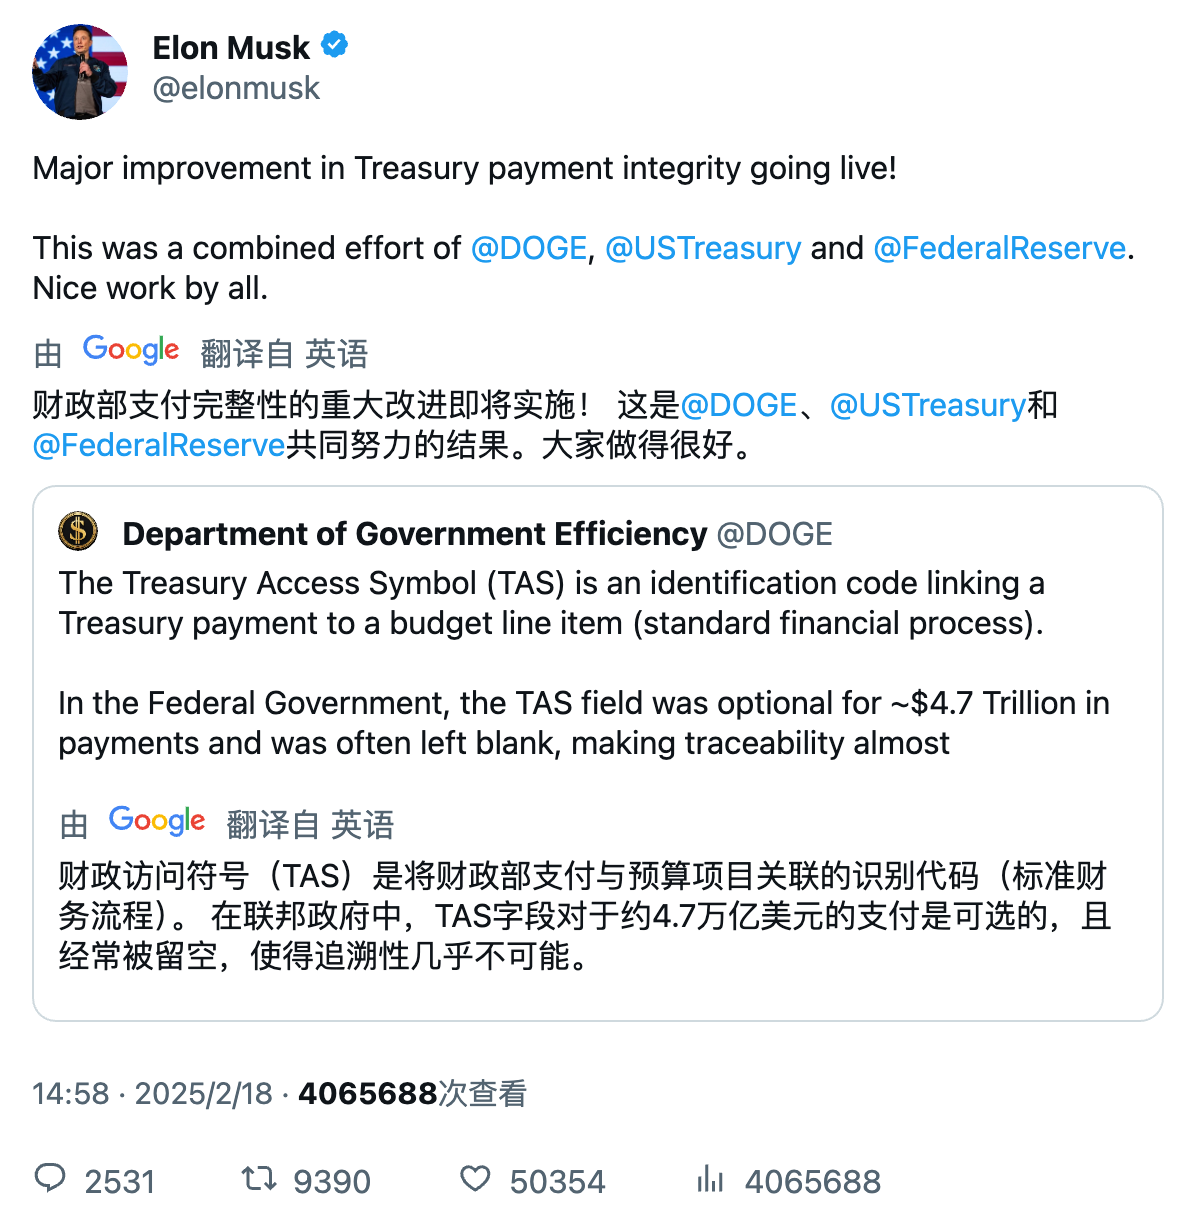 Elon Musk
@elonmusk
Major improvement in Treasury payment integrity going live!
This was a combined effort of @DOGE, @USTreasury and @FederalReserve.
Nice work by all.
由 Google 翻译自 英语
财政部支付完整性的重大改进即将实施！ 这是@DOGE、@USTreasury和
@FederalReserve共同努力的结果。大家做得很好。
Department of Government Efficiency @DOGE
The Treasury Access Symbol (TAS) is an identification code linking a
Treasury payment to a budget line item (standard financial process).
In the Federal Government, the TAS field was optional for ~$4.7 Trillion in
payments and was often left blank, making traceability almost
由 Google 翻译自 英语
财政访问符号（TAS）是将财政部支付与预算项目关联的识别代码（标准财
务流程）。 在联邦政府中，TAS字段对于约4.7万亿美元的支付是可选的，且
经常被留空，使得追溯性几乎不可能。
14:58 · 2025/2/18 · 4065688次查看
2531 9390 50354 4065688